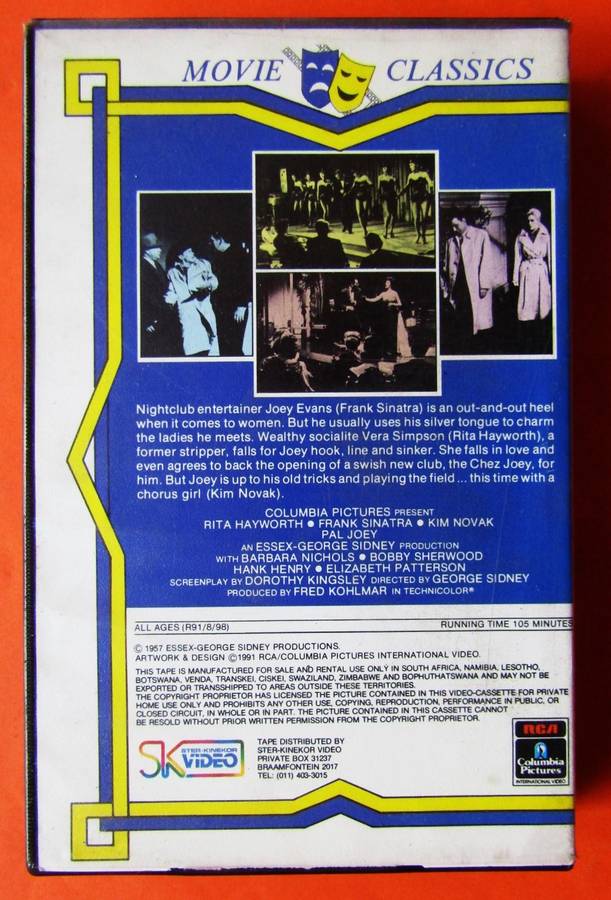 MOVIE CLASSICS
Nightclub entertainer Joey Evans (Frank Sinatra) is an out-and-out heel
when it comes to women. But he usually uses his silver tongue to charm
the ladies he meets. Wealthy socialite Vera Simpson (Rita Hayworth), a
former stripper, falls for Joey hook, line and sinker. She falls in love and
even agrees to back the opening of a swish new club, the Chez Joey, for
him. But Joey is up to his old tricks and playing the field ... this time with a
chorus girl (Kim Novak).
COLUMBIA PICTURES PRESENT
RITA HAYWORTH ● FRANK SINATRA ● KIM NOVAK
PAL JOEY
AN ESSEX-GEORGE SIDNEY PRODUCTION
WITH BARBARA NICHOLS ● BOBBY SHERWOOD
HANK HENRY ● ELIZABETH PATTERSON
SCREENPLAY BY DOROTHY KINGSLEY DIRECTED BY GEORGE SIDNEY
PRODUCED BY FRED KOHLMAR IN TECHNICOLOR®
ALL AGES (R91/8/98) RUNNING TIME 105 MINUTES
© 1957 ESSEX-GEORGE SIDNEY PRODUCTIONS.
ARTWORK & DESIGN ©1991 RCA/COLUMBIA PICTURES INTERNATIONAL VIDEO.
THIS TAPE IS MANUFACTURED FOR SALE AND RENTAL USE ONLY IN SOUTH AFRICA, NAMIBIA, LESOTHO,
BOTSWANA, VENDA, TRANSKEI, CISKEI, SWAZILAND, ZIMBABWE AND BOPHUTHATSWANA AND MAY NOT BE
EXPORTED OR TRANSSHIPPED TO AREAS OUTSIDE THESE TERRITORIES.
THE COPYRIGHT PROPRIETOR HAS LICENSED THE PICTURE CONTAINED IN THIS VIDEO-CASSETTE FOR PRIVATE
HOME USE ONLY AND PROHIBITS ANY OTHER USE, COPYING, REPRODUCTION, PERFORMANCE IN PUBLIC, OR
CLOSED CIRCUIT, IN WHOLE OR IN PART. THE PICTURE CONTAINED IN THIS CASSETTE CANNOT
BE RESOLD WITHOUT PRIOR WRITTEN PERMISSION FROM THE COPYRIGHT PROPRIETOR.
SK STER-KINEKOR
VIDEO
TAPE DISTRIBUTED BY
STER-KINEKOR VIDEO
PRIVATE BOX 31237
BRAAMFONTEIN 2017
TEL: (011) 403-3015
RCA
Columbia
Pictures
INTERNATIONAL VIDEO